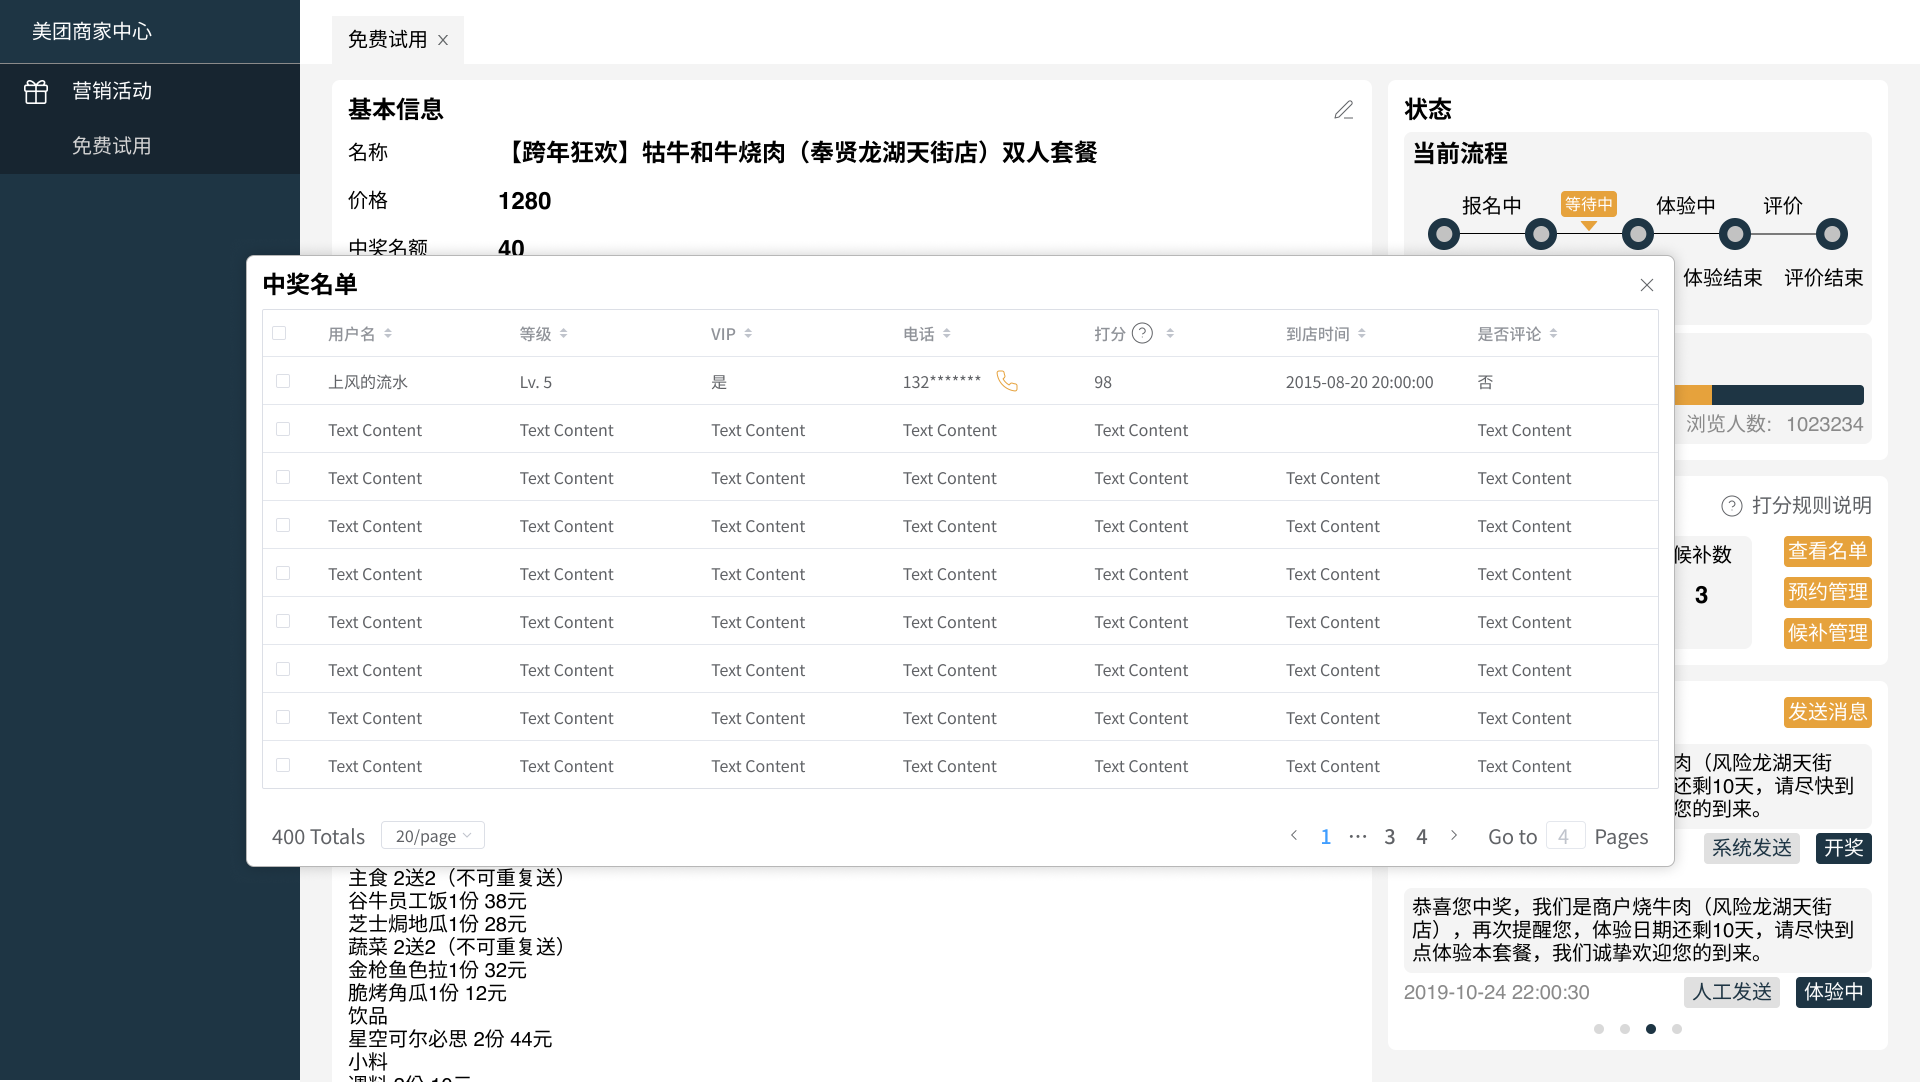 美团商家中心
营销活动
免费试用
免费试用 ×
基本信息
名称 【跨年狂欢】牯牛和牛烧肉（奉贤龙湖天街店）双人套餐
价格 1280
中奖名额 40
状态
当前流程
报名中 等待中 体验中 评价
体验结束 评价结束
浏览人数: 1023234
? 打分规则说明
候补数
3
查看名单
预约管理
候补管理
发送消息
肉（风险龙湖天街
还剩10天，请尽快到
您的到来。
系统发送 开奖
恭喜您中奖，我们是商户烧牛肉（风险龙湖天街
店），再次提醒您，体验日期还剩10天，请尽快到
点体验本套餐，我们诚挚欢迎您的到来。
2019-10-24 22:00:30 人工发送 体验中
中奖名单
用户名 等级 VIP 电话 打分 ? 到店时间 是否评论
上风的流水 Lv. 5 是 132******* 98 2015-08-20 20:00:00 否
Text Content Text Content Text Content Text Content Text Content Text Content
Text Content Text Content Text Content Text Content Text Content Text Content Text Content
Text Content Text Content Text Content Text Content Text Content Text Content Text Content
Text Content Text Content Text Content Text Content Text Content Text Content Text Content
Text Content Text Content Text Content Text Content Text Content Text Content Text Content
Text Content Text Content Text Content Text Content Text Content Text Content Text Content
Text Content Text Content Text Content Text Content Text Content Text Content Text Content
Text Content Text Content Text Content Text Content Text Content Text Content Text Content
400 Totals 20/page < 1 ··· 3 4 > Go to 4 Pages
主食 2送2（不可重复送）
谷牛员工饭1份 38元
芝士焗地瓜1份 28元
蔬菜 2送2（不可重复送）
金枪鱼色拉1份 32元
脆烤角瓜1份 12元
饮品
星空可尔必思 2份 44元
小料